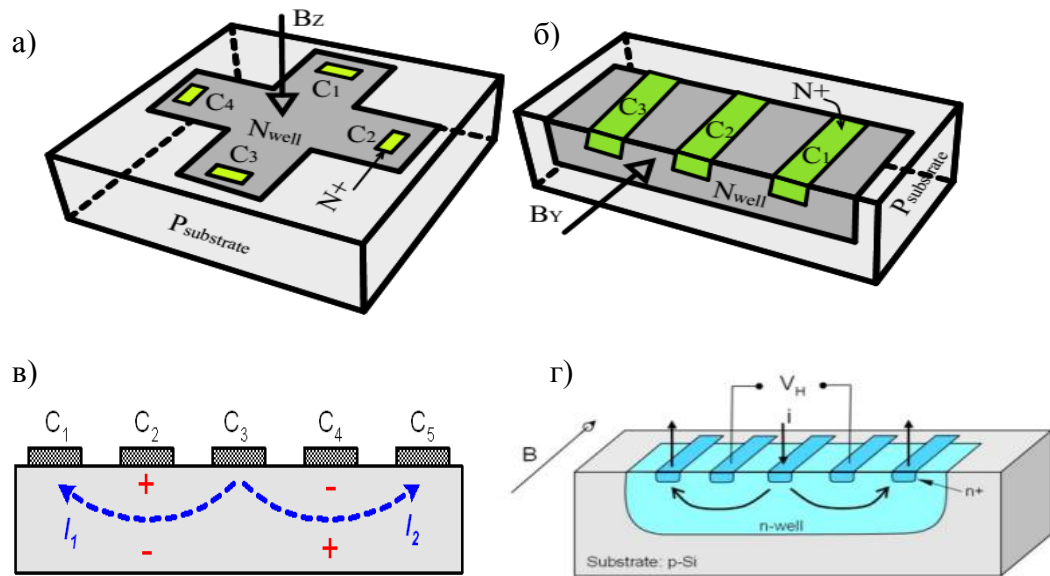 а)
Bz
C1
C4
Nwell
C2
C3
N+
Psubstrate
б)
N+
C3
C2
C1
Nwell
BY
Psubstrate
в)
C1 C2 C3 C4 C5
+ -
I1 I2
- +
г)
VH
i
B
n+
n-well
Substrate: p-Si